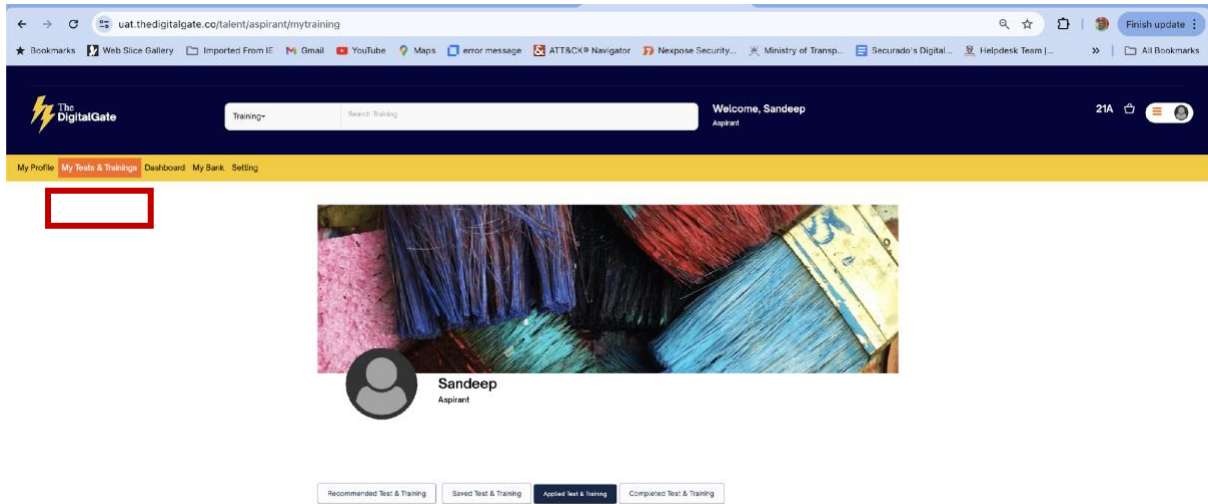 uat.thedigitalgate.co/talent/aspirant/mytraining
Finish update
Bookmarks Web Slice Gallery Imported From IE Gmail YouTube Maps error message ATT&CK® Navigator Nexpose Security... Ministry of Transp... Securado's Digital... Helpdesk Team |... » All Bookmarks
The
DigitalGate
Training
Search Training
Welcome, Sandeep
Aspirant
21A
My Profile My Tests & Trainings Dashboard My Bank Setting
Sandeep
Aspirant
Recommended Test & Training Saved Test & Training Applied Test & Training Completed Test & Training